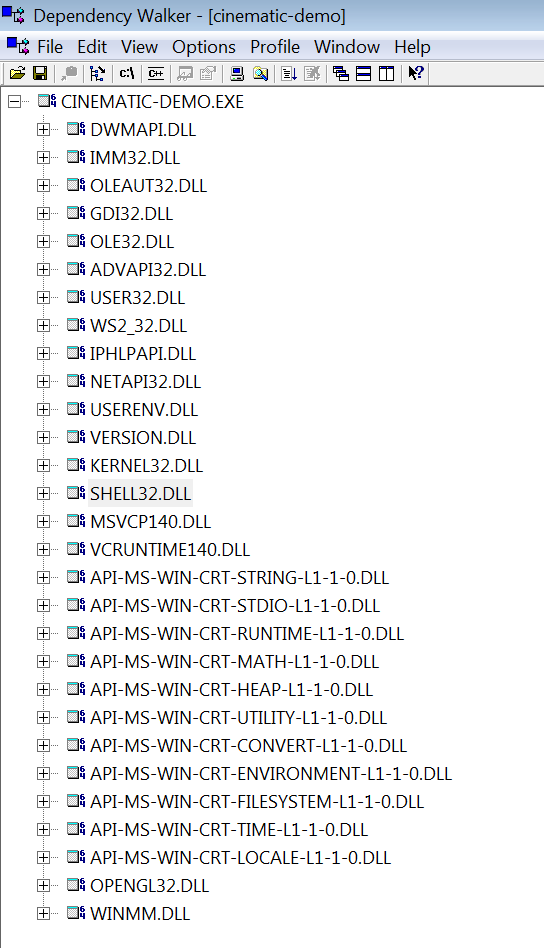 Dependency Walker - [cinematic-demo]
File Edit View Options Profile Window Help
c:\ C++
CINEMATIC-DEMO.EXE
DWMAPI.DLL
IMM32.DLL
OLEAUT32.DLL
GDI32.DLL
OLE32.DLL
ADVAPI32.DLL
USER32.DLL
WS2_32.DLL
IPHLPAPI.DLL
NETAPI32.DLL
USERENV.DLL
VERSION.DLL
KERNEL32.DLL
SHELL32.DLL
MSVCP140.DLL
VCRUNTIME140.DLL
API-MS-WIN-CRT-STRING-L1-1-0.DLL
API-MS-WIN-CRT-STDIO-L1-1-0.DLL
API-MS-WIN-CRT-RUNTIME-L1-1-0.DLL
API-MS-WIN-CRT-MATH-L1-1-0.DLL
API-MS-WIN-CRT-HEAP-L1-1-0.DLL
API-MS-WIN-CRT-UTILITY-L1-1-0.DLL
API-MS-WIN-CRT-CONVERT-L1-1-0.DLL
API-MS-WIN-CRT-ENVIRONMENT-L1-1-0.DLL
API-MS-WIN-CRT-FILESYSTEM-L1-1-0.DLL
API-MS-WIN-CRT-TIME-L1-1-0.DLL
API-MS-WIN-CRT-LOCALE-L1-1-0.DLL
OPENGL32.DLL
WINMM.DLL